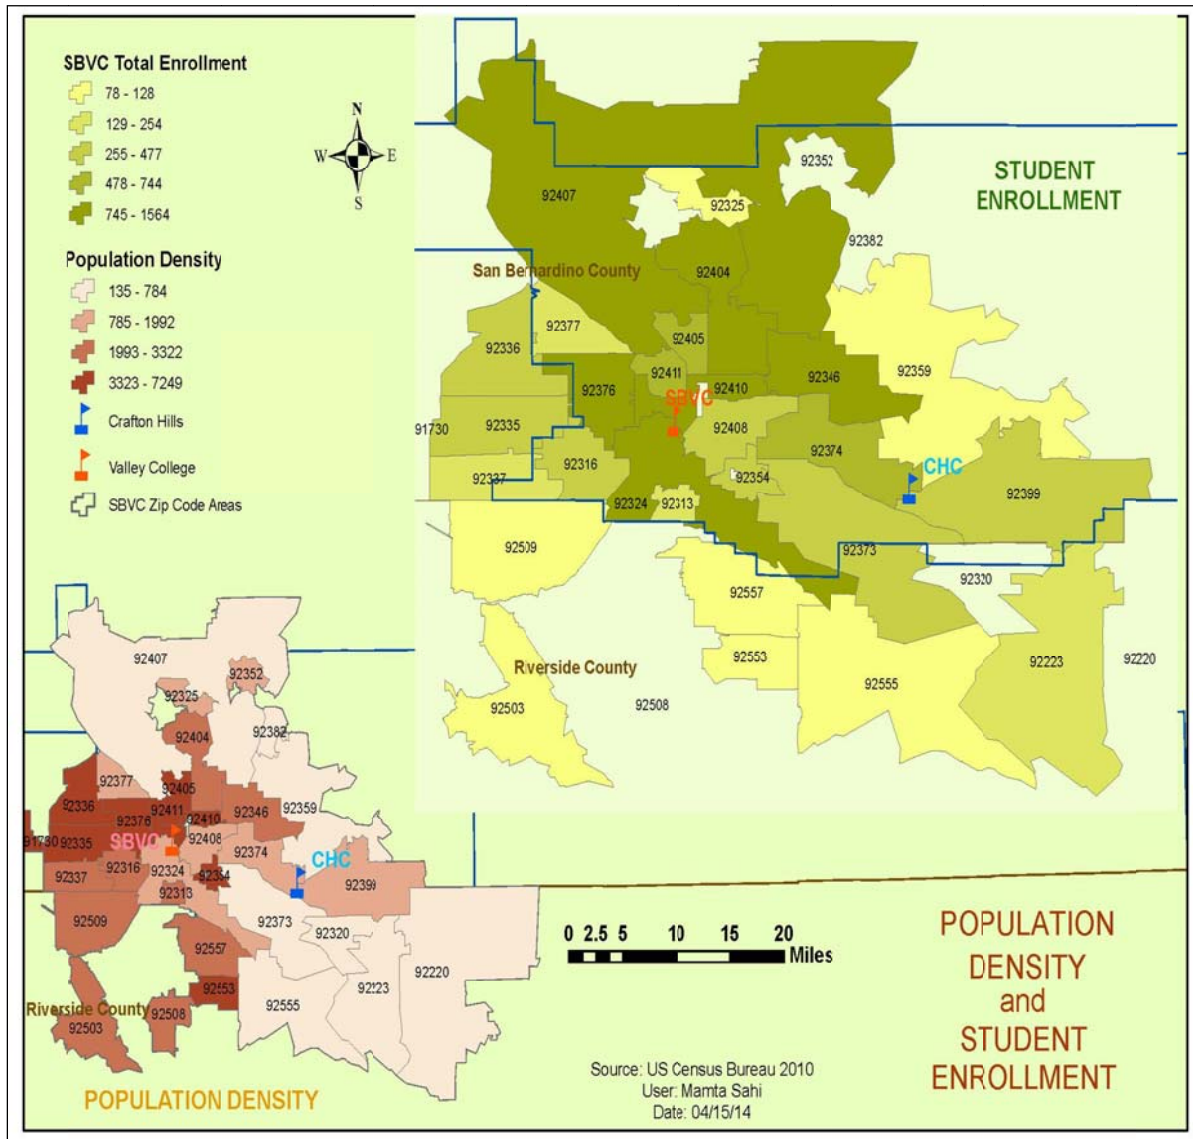 SBVC Total Enrollment
78 - 128
129 - 254
255 - 477
478 - 744
745 - 1564
Population Density
135 - 784
785 - 1992
1993 - 3322
3323 - 7249
Crafton Hills
Valley College
SBVC Zip Code Areas
N
W
E
S
STUDENT
ENROLLMENT
92352
92407
92325
92382
San Bernardino County
92404
92377
92405
92336
92359
92411
92346
92376
92410
SBVC
92408
91730
92335
92374
92316
CHC
92337
92354
92399
92324
92313
92509
92373
92320
92557
92553
Riverside County
92223
92220
92555
92503
92508
92407
92352
92325
92404
92382
92377
92405
92336
92411
92359
92376
92410
92346
91730
92335
SBVC
92408
92374
CHC
92316
92324
92337
92354
92399
92313
92509
92373
92320
92557
92220
92553
92223
92555
Riverside County
92508
92503
POPULATION DENSITY
0 2.5 5 10 15 20
Miles
Source: US Census Bureau 2010
User: Mamta Sahi
Date: 04/15/14
POPULATION
DENSITY
and
STUDENT
ENROLLMENT